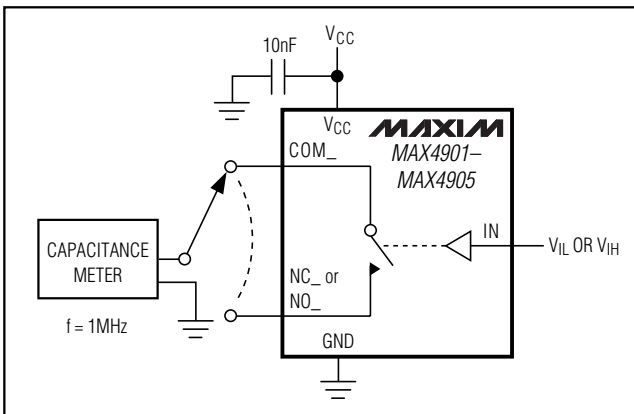 10nF
VCC
VCC
MAXIM
COM_
MAX4901–
MAX4905
IN
VIL OR VIH
CAPACITANCE
METER
NC_ or
NO_
f = 1MHz
GND